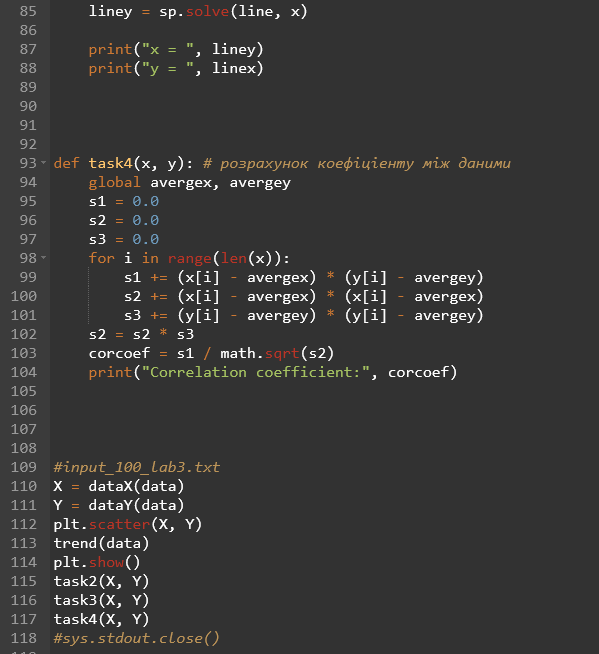 85     liney = sp.solve(line, x)
86
87     print("x = ", liney)
88     print("y = ", linex)
89
90
91
92
93 def task4(x, y): # розрахунок коефіціенту між даними
94     global avergex, avergey
95     s1 = 0.0
96     s2 = 0.0
97     s3 = 0.0
98     for i in range(len(x)):
99         s1 += (x[i] - avergex) * (y[i] - avergey)
100         s2 += (x[i] - avergex) * (x[i] - avergex)
101         s3 += (y[i] - avergey) * (y[i] - avergey)
102     s2 = s2 * s3
103     corcoef = s1 / math.sqrt(s2)
104     print("Correlation coefficient:", corcoef)
105
106
107
108
109 #input_100_lab3.txt
110 X = dataX(data)
111 Y = dataY(data)
112 plt.scatter(X, Y)
113 trend(data)
114 plt.show()
115 task2(X, Y)
116 task3(X, Y)
117 task4(X, Y)
118 #sys.stdout.close()